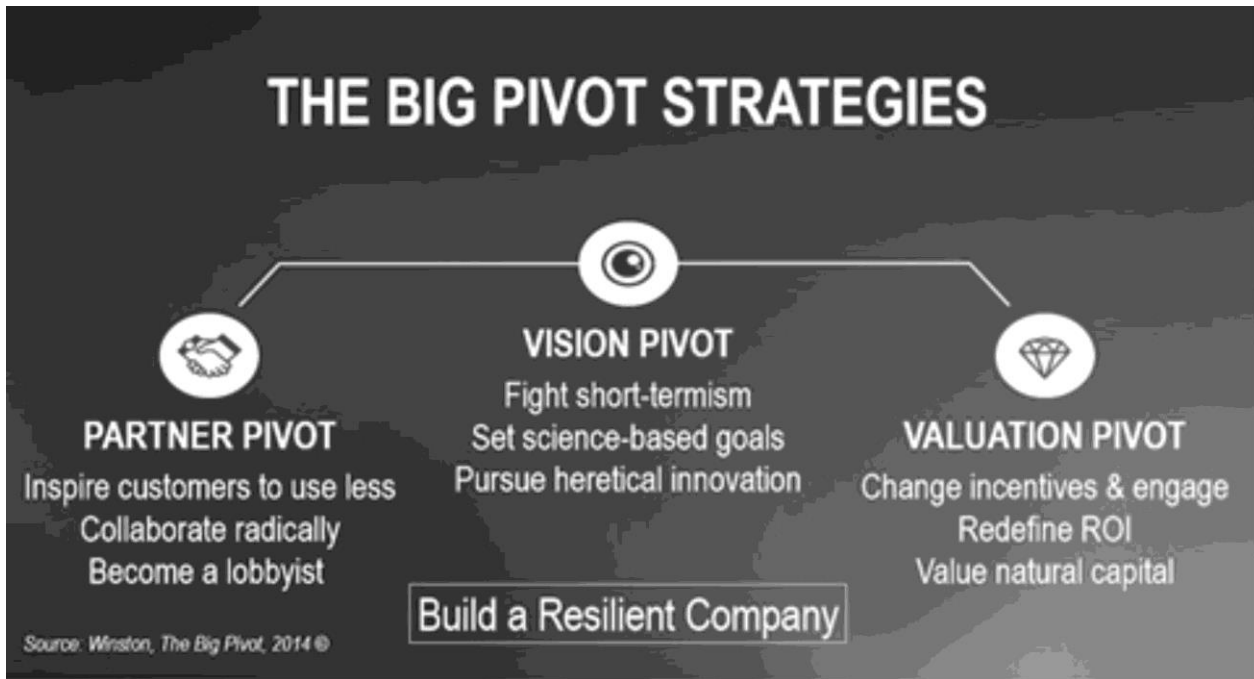 THE BIG PIVOT STRATEGIES
PARTNER PIVOT
Inspire customers to use less
Collaborate radically
Become a lobbyist
VISION PIVOT
Fight short-termism
Set science-based goals
Pursue heretical innovation
VALUATION PIVOT
Change incentives & engage
Redefine ROI
Value natural capital
Build a Resilient Company
Source: Winston, The Big Pivot, 2014 ©